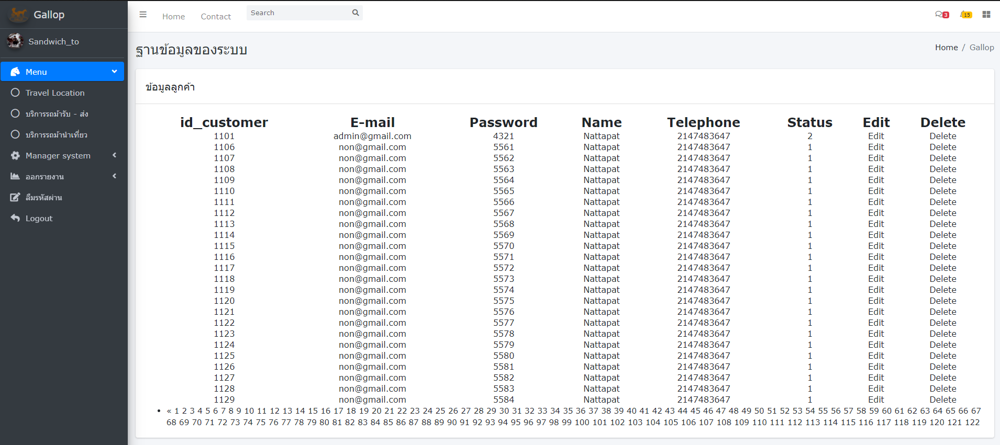 Gallop
Home Contact Search 3 15
Sandwich_to
ฐานข้อมูลของระบบ
Home / Gallop
Menu
Travel Location
บริการรถม้ารับ - ส่ง
บริการรถม้านำเที่ยว
Manager system
ออกรายงาน
ลืมรหัสผ่าน
Logout
ข้อมูลลูกค้า
id_customer E-mail Password Name Telephone Status Edit Delete
1101 admin@gmail.com 4321 Nattapat 2147483647 2 Edit Delete
1106 non@gmail.com 5561 Nattapat 2147483647 1 Edit Delete
1107 non@gmail.com 5562 Nattapat 2147483647 1 Edit Delete
1108 non@gmail.com 5563 Nattapat 2147483647 1 Edit Delete
1109 non@gmail.com 5564 Nattapat 2147483647 1 Edit Delete
1110 non@gmail.com 5565 Nattapat 2147483647 1 Edit Delete
1111 non@gmail.com 5566 Nattapat 2147483647 1 Edit Delete
1112 non@gmail.com 5567 Nattapat 2147483647 1 Edit Delete
1113 non@gmail.com 5568 Nattapat 2147483647 1 Edit Delete
1114 non@gmail.com 5569 Nattapat 2147483647 1 Edit Delete
1115 non@gmail.com 5570 Nattapat 2147483647 1 Edit Delete
1116 non@gmail.com 5571 Nattapat 2147483647 1 Edit Delete
1117 non@gmail.com 5572 Nattapat 2147483647 1 Edit Delete
1118 non@gmail.com 5573 Nattapat 2147483647 1 Edit Delete
1119 non@gmail.com 5574 Nattapat 2147483647 1 Edit Delete
1120 non@gmail.com 5575 Nattapat 2147483647 1 Edit Delete
1121 non@gmail.com 5576 Nattapat 2147483647 1 Edit Delete
1122 non@gmail.com 5577 Nattapat 2147483647 1 Edit Delete
1123 non@gmail.com 5578 Nattapat 2147483647 1 Edit Delete
1124 non@gmail.com 5579 Nattapat 2147483647 1 Edit Delete
1125 non@gmail.com 5580 Nattapat 2147483647 1 Edit Delete
1126 non@gmail.com 5581 Nattapat 2147483647 1 Edit Delete
1127 non@gmail.com 5582 Nattapat 2147483647 1 Edit Delete
1128 non@gmail.com 5583 Nattapat 2147483647 1 Edit Delete
1129 non@gmail.com 5584 Nattapat 2147483647 1 Edit Delete
• « 1 2 3 4 5 6 7 8 9 10 11 12 13 14 15 16 17 18 19 20 21 22 23 24 25 26 27 28 29 30 31 32 33 34 35 36 37 38 39 40 41 42 43 44 45 46 47 48 49 50 51 52 53 54 55 56 57 58 59 60 61 62 63 64 65 66 67
68 69 70 71 72 73 74 75 76 77 78 79 80 81 82 83 84 85 86 87 88 89 90 91 92 93 94 95 96 97 98 99 100 101 102 103 104 105 106 107 108 109 110 111 112 113 114 115 116 117 118 119 120 121 122